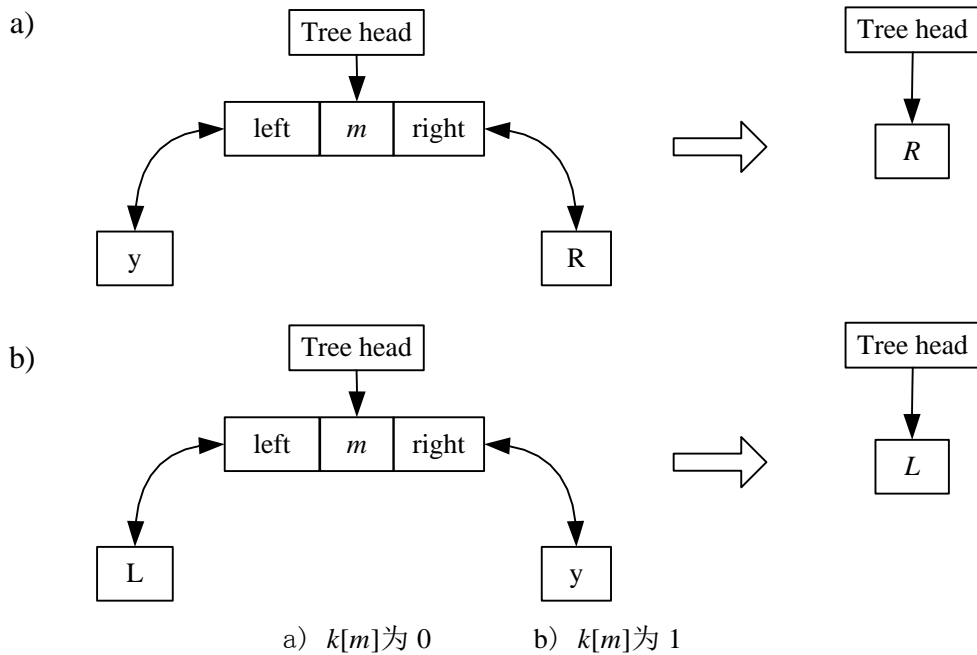 a)
Tree head
Tree head
left m right
R
y
R
b)
Tree head
Tree head
left m right
L
L
y
a) k[m]为 0 b) k[m]为 1